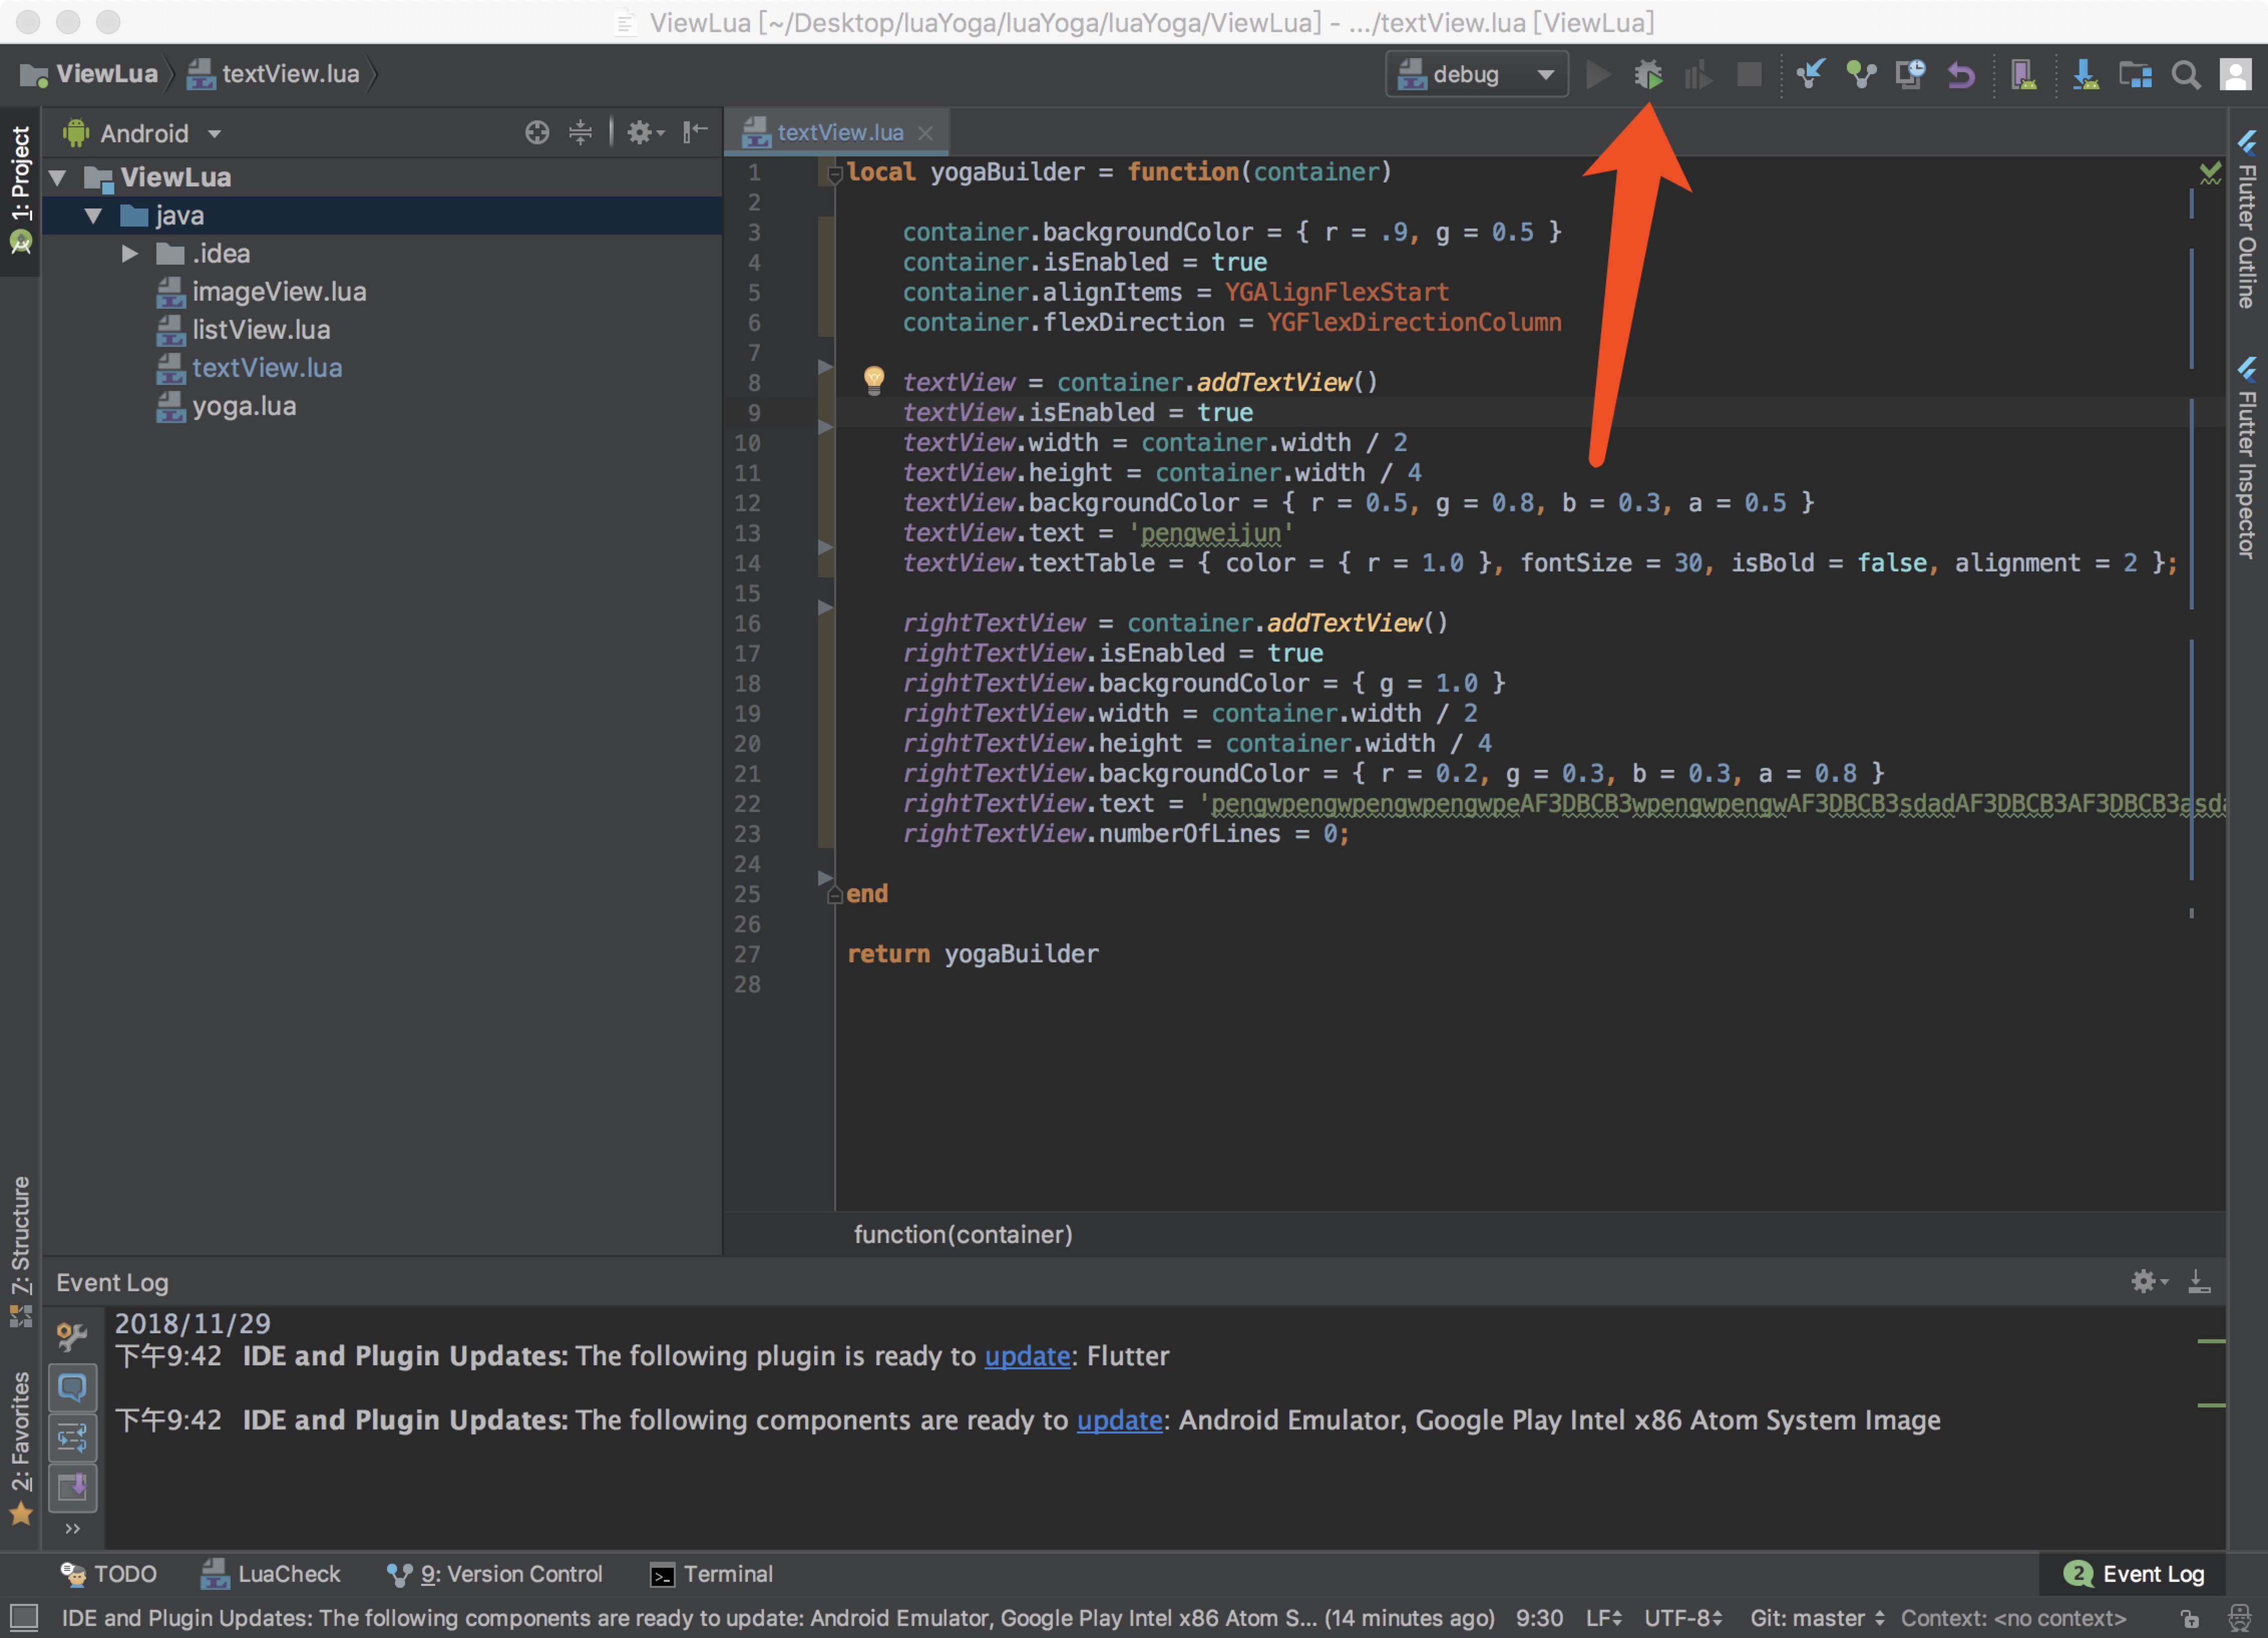 ViewLua [~/Desktop/luaYoga/luaYoga/luaYoga/ViewLua] - .../textView.lua [ViewLua]
ViewLua
textView.lua
debug
1: Project
Android
ViewLua
java
.idea
imageView.lua
listView.lua
textView.lua
yoga.lua
textView.lua
1 local yogaBuilder = function(container)
2
3 container.backgroundColor = { r = .9, g = 0.5 }
4 container.isEnabled = true
5 container.alignItems = YGAlignFlexStart
6 container.flexDirection = YGFlexDirectionColumn
7
8 textView = container.addTextView()
9 textView.isEnabled = true
10 textView.width = container.width / 2
11 textView.height = container.width / 4
12 textView.backgroundColor = { r = 0.5, g = 0.8, b = 0.3, a = 0.5 }
13 textView.text = 'pengweijun'
14 textView.textTable = { color = { r = 1.0 }, fontSize = 30, isBold = false, alignment = 2 };
15
16 rightTextView = container.addTextView()
17 rightTextView.isEnabled = true
18 rightTextView.backgroundColor = { g = 1.0 }
19 rightTextView.width = container.width / 2
20 rightTextView.height = container.width / 4
21 rightTextView.backgroundColor = { r = 0.2, g = 0.3, b = 0.3, a = 0.8 }
22 rightTextView.text = 'pengwpengwpengwpengwpeAF3DBCB3wpengwpengwAF3DBCB3sdadAF3DBCB3AF3DBCB3asda
23 rightTextView.numberOfLines = 0;
24
25 end
26
27 return yogaBuilder
28
function(container)
Flutter Outline
Flutter Inspector
7: Structure
2: Favorites
Event Log
2018/11/29
下午9:42 IDE and Plugin Updates: The following plugin is ready to update: Flutter
下午9:42 IDE and Plugin Updates: The following components are ready to update: Android Emulator, Google Play Intel x86 Atom System Image
TODO
LuaCheck
9: Version Control
Terminal
2 Event Log
IDE and Plugin Updates: The following components are ready to update: Android Emulator, Google Play Intel x86 Atom S... (14 minutes ago)
9:30
LF
UTF-8
Git: master
Context: <no context>